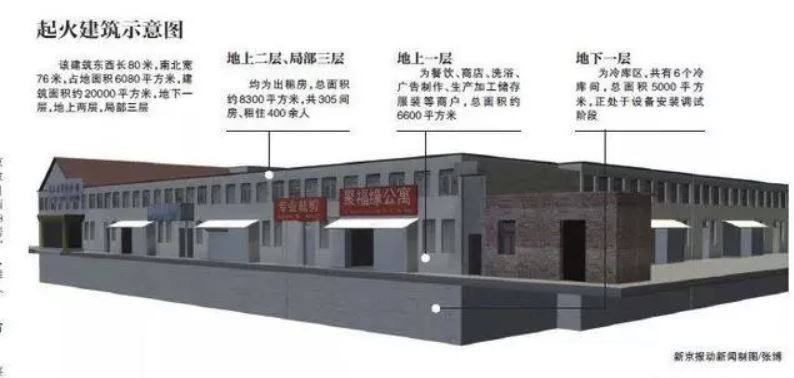 起火建筑示意图
该建筑东西长80米,南北宽
76米,占地面积6080平方米,建
筑面积约20000平方米,地下一
层,地上两层,局部三层
地上二层、局部三层
均为出租房,总面积
约8300平方米,共305间
房、租住400余人
地上一层
为餐饮、商店、洗浴、
广告制作、生产加工储存
服装等商户,总面积约
6600平方米
地下一层
为冷库区,共有6个冷
库间,总面积5000平方
米,正处于设备安装调试
阶段
专业裁剪
聚福缘公寓
新京报动新闻制图/张博